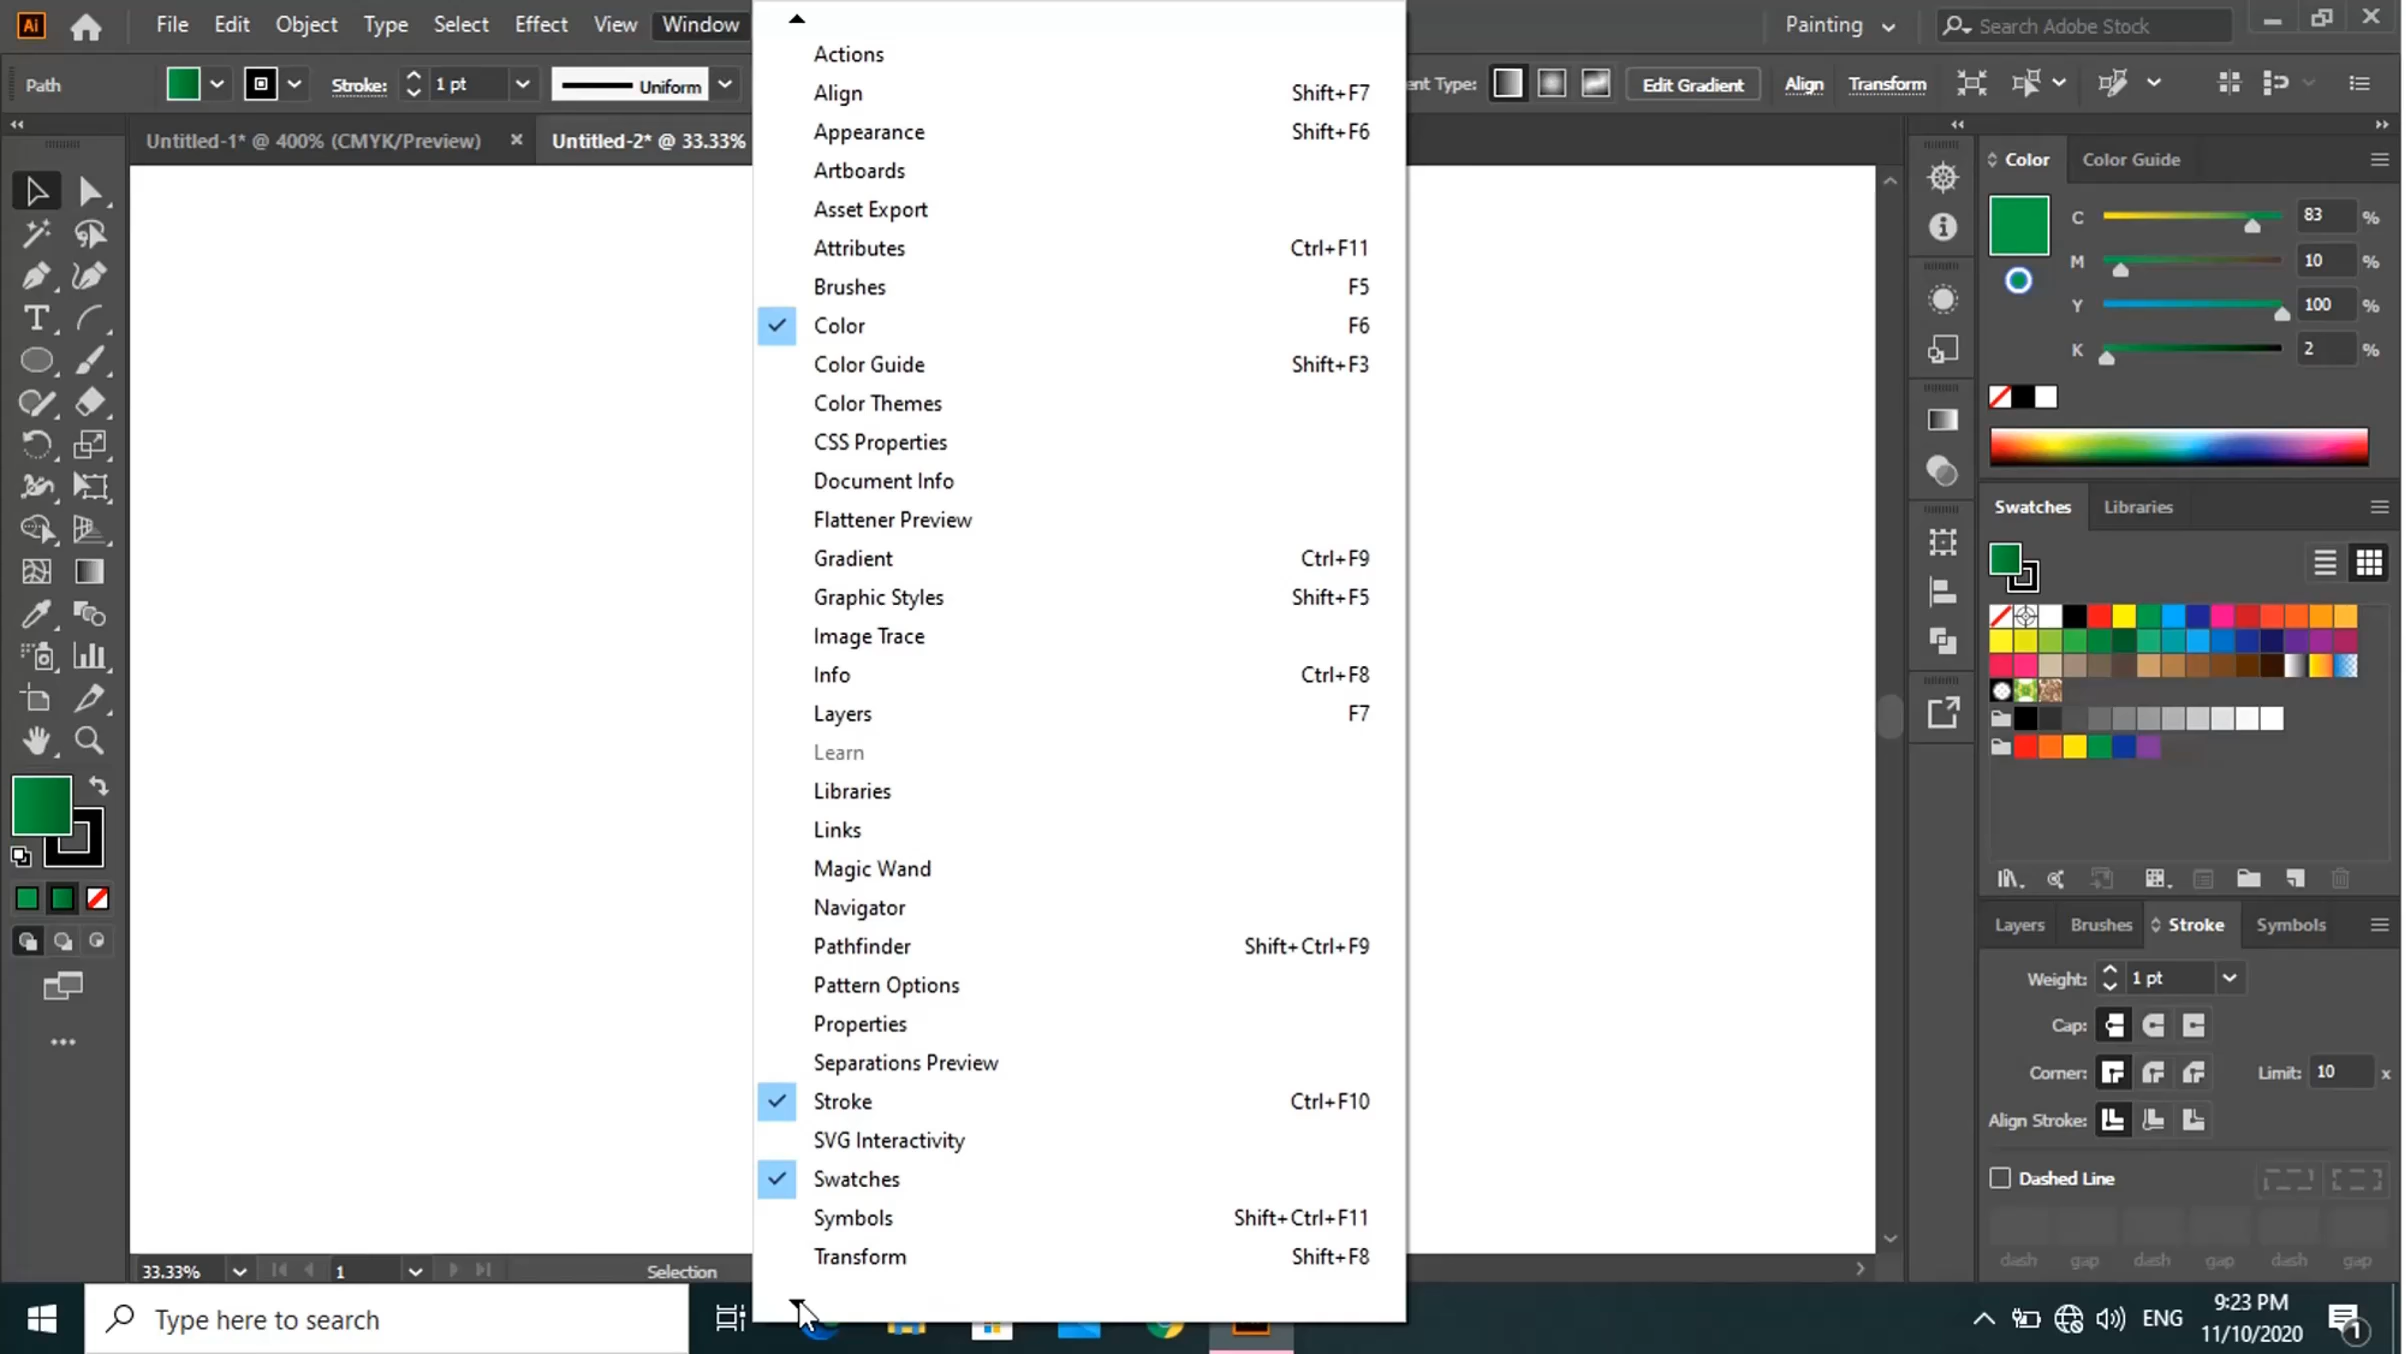 Ai File Edit Object Type Select Effect View Window Painting Search Adobe Stock
Path Stroke: 1 pt Uniform ent Type: Edit Gradient Align Transform
Untitled-1* @ 400% (CMYK/Preview) × Untitled-2* @ 33.33%
Actions
Align Shift+F7
Appearance Shift+F6
Artboards
Asset Export
Attributes Ctrl+F11
Brushes F5
Color F6
Color Guide Shift+F3
Color Themes
CSS Properties
Document Info
Flattener Preview
Gradient Ctrl+F9
Graphic Styles Shift+F5
Image Trace
Info Ctrl+F8
Layers F7
Learn
Libraries
Links
Magic Wand
Navigator
Pathfinder Shift+Ctrl+F9
Pattern Options
Properties
Separations Preview
Stroke Ctrl+F10
SVG Interactivity
Swatches
Symbols Shift+Ctrl+F11
Transform Shift+F8
Color Color Guide
C 83 %
M 10 %
Y 100 %
K 2 %
Swatches Libraries
Layers Brushes Stroke Symbols
Weight: 1 pt
Cap:
Corner: Limit: 10 x
Align Stroke:
Dashed Line
dash gap dash gap dash gap
33.33% 1 Selection
Type here to search
ENG
9:23 PM
11/10/2020
1